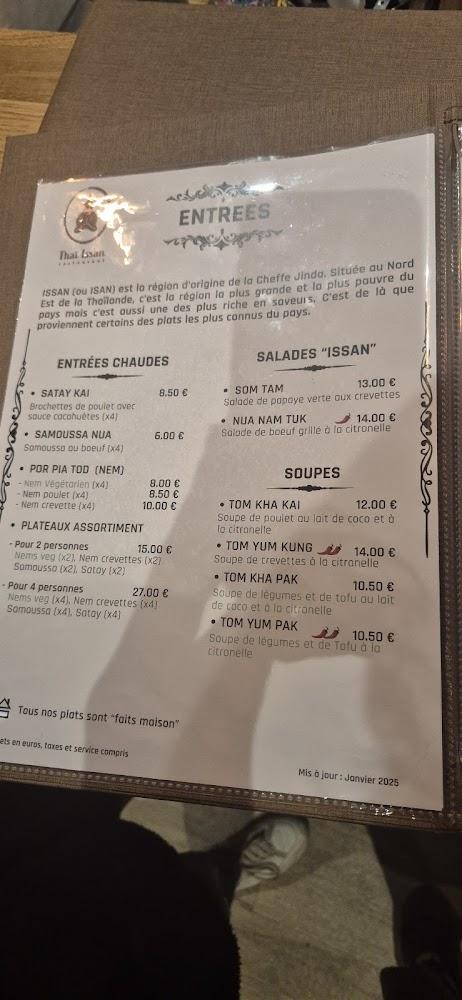 Thai Issan
RESTAURANT
ENTREES
ISSAN (ou ISAN) est la région d'origine de la Cheffe Jinda. Située au Nord
Est de la Thaïlande, c'est la région la plus grande et la plus pauvre du
pays mais c'est aussi une des plus riche en saveurs. C'est de là que
proviennent certains des plats les plus connus du pays.
ENTRÉES CHAUDES
• SATAY KAI 8.50 €
Brochettes de poulet avec
sauce cacahuètes (x4)
• SAMOUSSA NUA 6.00 €
Samoussa au boeuf (x4)
• POR PIA TOD (NEM)
- Nem Végétarien (x4) 8.00 €
- Nem poulet (x4) 8.50 €
- Nem crevette (x4) 10.00 €
• PLATEAUX ASSORTIMENT
- Pour 2 personnes 15.00 €
Nems veg (x2), Nem crevettes (x2)
Samoussa (x2), Satay (x2)
- Pour 4 personnes 27.00 €
Nems veg (x4), Nem crevettes (x4)
Samoussa (x4), Satay (x4)
SALADES "ISSAN"
• SOM TAM 13.00 €
Salade de papaye verte aux crevettes
• NUA NAM TUK 14.00 €
Salade de boeuf grillé à la citronelle
SOUPES
• TOM KHA KAI 12.00 €
Soupe de poulet au lait de coco et à
la citronelle
• TOM YUM KUNG 14.00 €
Soupe de crevettes à la citronelle
• TOM KHA PAK 10.50 €
Soupe de légumes et de tofu au lait
de coco et à la citronelle
• TOM YUM PAK 10.50 €
Soupe de légumes et de Tofu à la
citronelle
Tous nos plats sont "faits maison"
ets en euros, taxes et service compris
Mis à jour : Janvier 2025